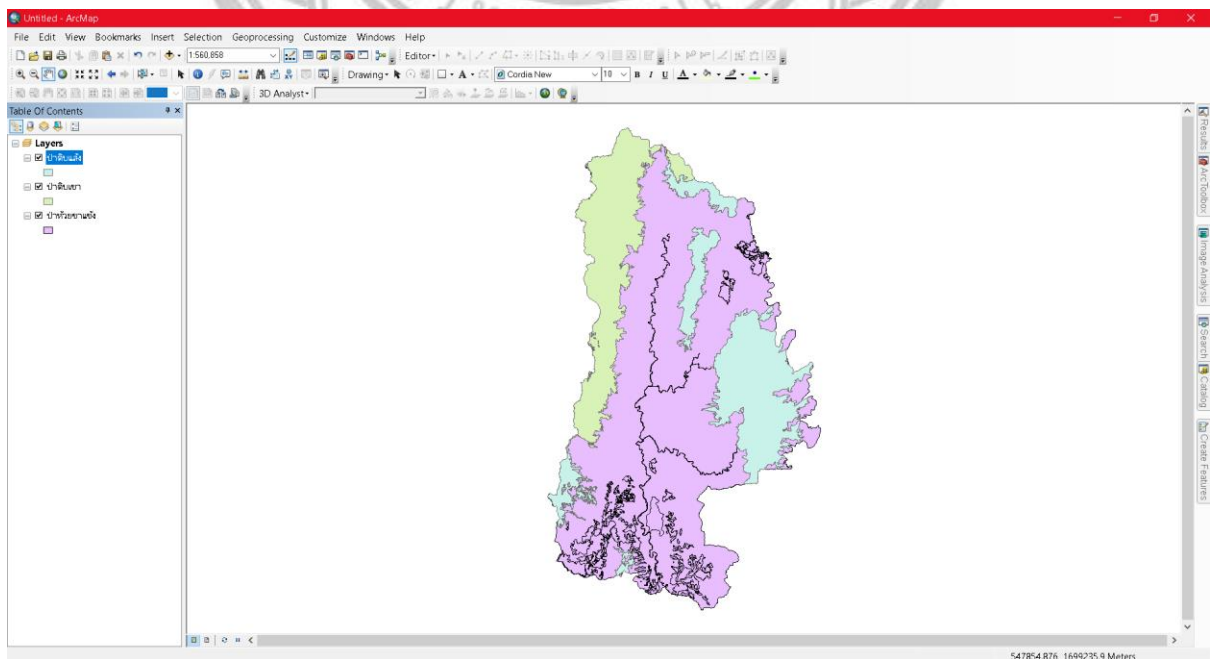 Untitled - ArcMap
File Edit View Bookmarks Insert Selection Geoprocessing Customize Windows Help
1:560,858 Editor
Drawing A Cordia New 10 B I U A
3D Analyst
Table Of Contents
Layers
ป่าดิบแล้ง
ป่าดิบเขา
ป่าห้วยขาแข้ง
Results
ArcToolbox
Image Analysis
Search
Catalog
Create Features
547854.876 1699235.9 Meters